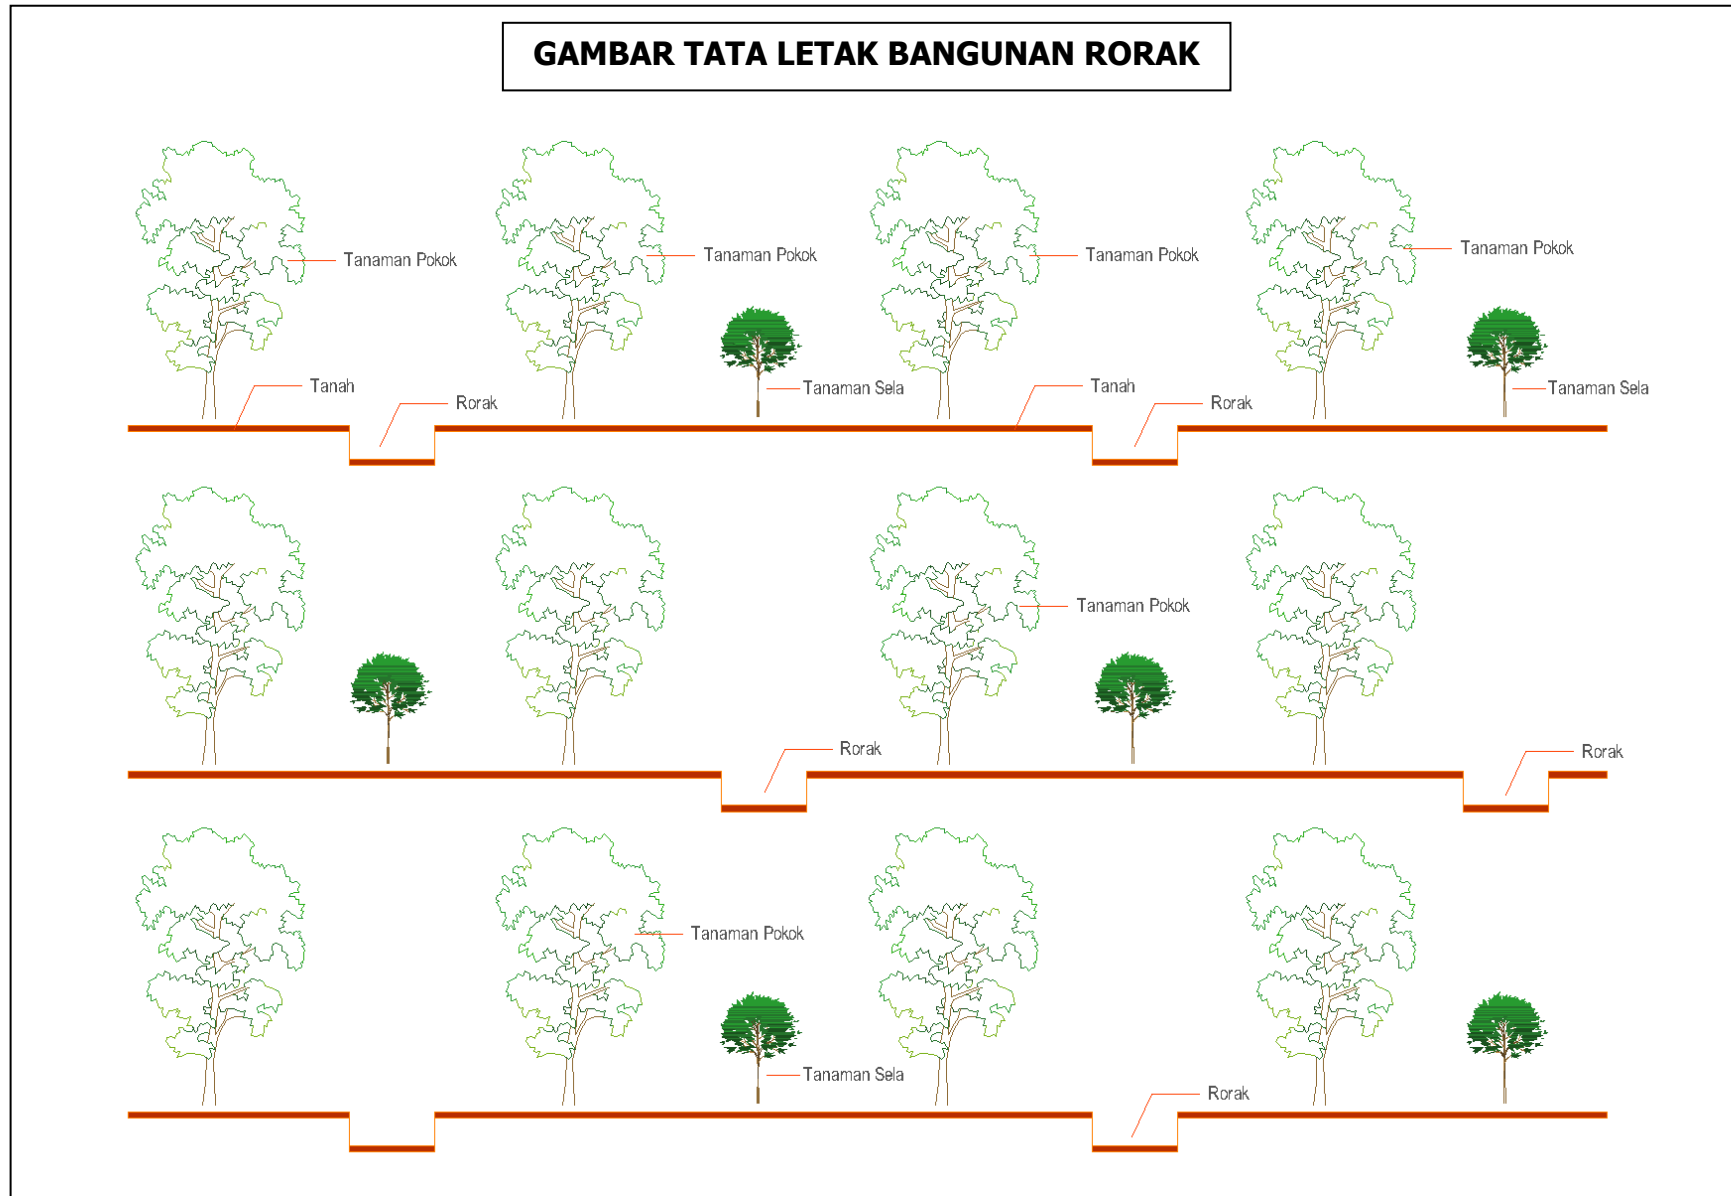 GAMBAR TATA LETAK BANGUNAN RORAK
Tanaman Pokok
Tanaman Pokok
Tanaman Pokok
Tanaman Pokok
Tanah
Rorak
Tanaman Sela
Tanah
Rorak
Tanaman Sela
Tanaman Pokok
Rorak
Rorak
Tanaman Pokok
Tanaman Sela
Rorak